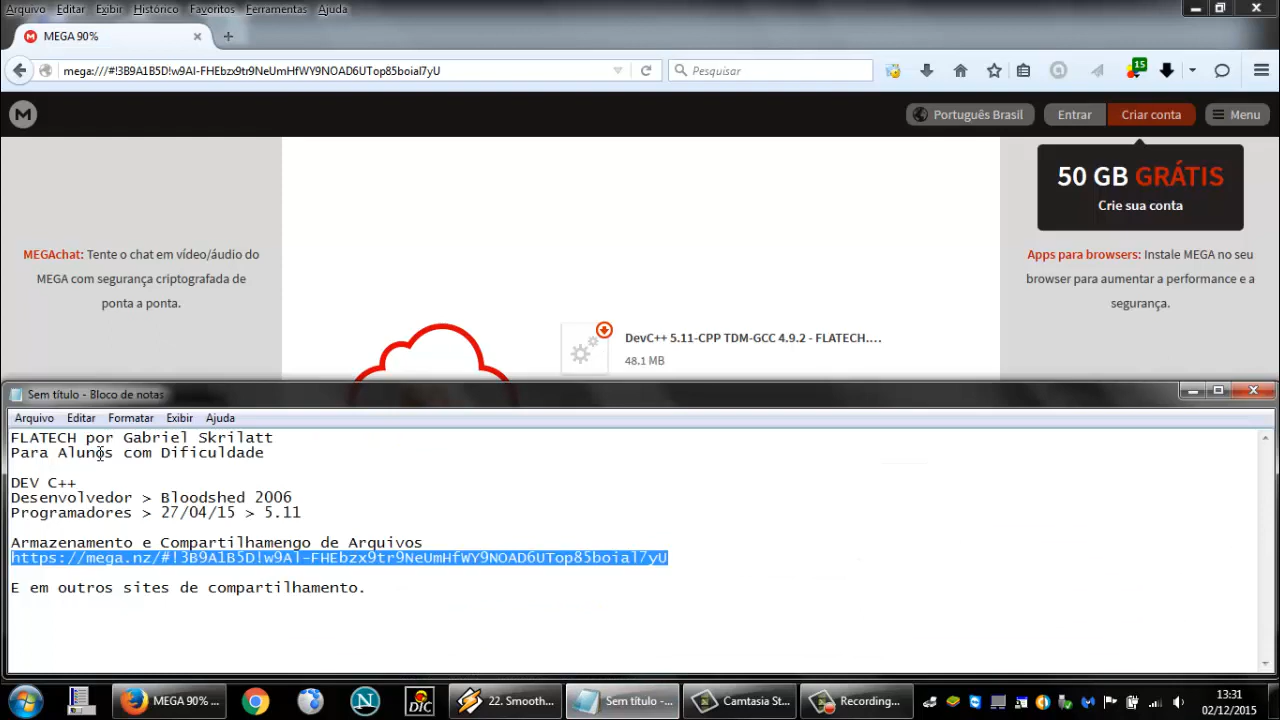 Arquivo Editar Exibir Histórico Favoritos Ferramentas Ajuda
MEGA 90%
mega:///#!3B9A1B5D!w9Al-FHEbzx9tr9NeUmHfWY9NOAD6UTop85boial7yU
Pesquisar
15
M
Português Brasil
Entrar
Criar conta
Menu
50 GB GRÁTIS
Crie sua conta
MEGAchat: Tente o chat em vídeo/áudio do
MEGA com segurança criptografada de
ponta a ponta.
Apps para browsers: Instale MEGA no seu
browser para aumentar a performance e a
segurança.
DevC++ 5.11-CPP TDM-GCC 4.9.2 - FLATECH....
48.1 MB
Sem título - Bloco de notas
Arquivo Editar Formatar Exibir Ajuda
FLATECH por Gabriel Skrilatt
Para Alunos com Dificuldade
DEV C++
Desenvolvedor > Bloodshed 2006
Programadores > 27/04/15 > 5.11
Armazenamento e Compartilhamengo de Arquivos
https://mega.nz/#!3B9A1B5D!w9Al-FHEbzx9tr9NeUmHfWY9NOAD6UTop85boial7yU
E em outros sites de compartilhamento.
DIC
MEGA 90% ...
22. Smooth...
Sem título -...
Camtasia St...
Recording...
13:31
02/12/2015